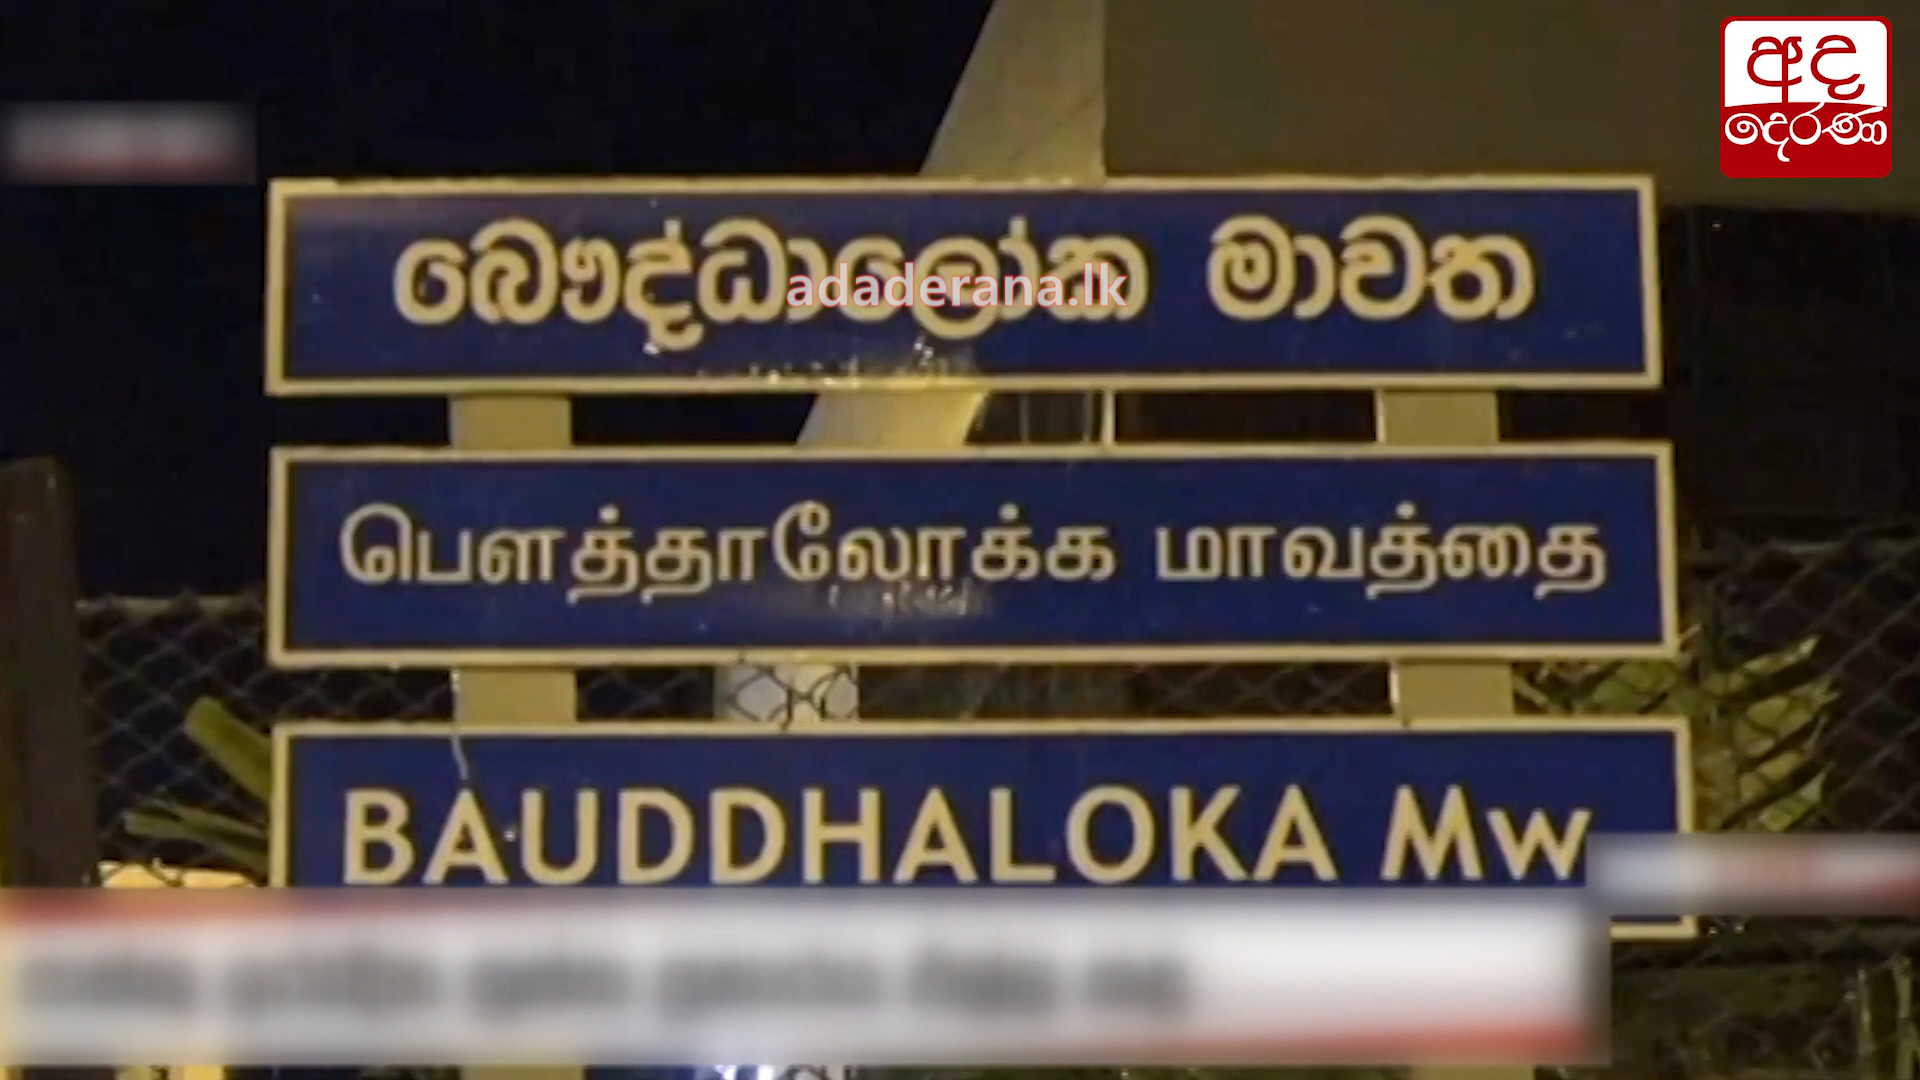 අද
දෙරණ
බෞද්ධාලෝක මාවත
adaderana.lk
பௌத்தாலோக்க மாவத்தை
BAUDDHALOKA Mw